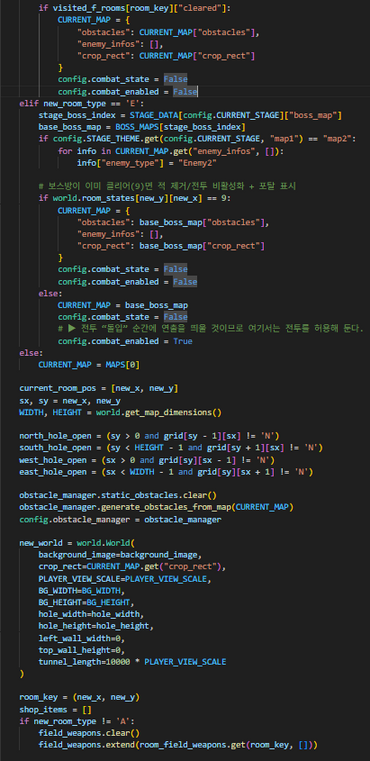 if visited_f_rooms[room_key]["cleared"]:
    CURRENT_MAP = {
        "obstacles": CURRENT_MAP["obstacles"],
        "enemy_infos": [],
        "crop_rect": CURRENT_MAP["crop_rect"]
    }
    config.combat_state = False
    config.combat_enabled = False
elif new_room_type == 'E':
    stage_boss_index = STAGE_DATA[config.CURRENT_STAGE]["boss_map"]
    base_boss_map = BOSS_MAPS[stage_boss_index]
    if config.STAGE_THEME.get(config.CURRENT_STAGE, "map1") == "map2":
        for info in CURRENT_MAP.get("enemy_infos", []):
            info["enemy_type"] = "Enemy2"

    # 보스방이 이미 클리어(9)면 적 제거/전투 비활성화 + 포탈 표시
    if world.room_states[new_y][new_x] == 9:
        CURRENT_MAP = {
            "obstacles": base_boss_map["obstacles"],
            "enemy_infos": [],
            "crop_rect": base_boss_map["crop_rect"]
        }
        config.combat_state = False
        config.combat_enabled = False
    else:
        CURRENT_MAP = base_boss_map
        config.combat_state = False
        # ▶ 전투 “돌입” 순간에 연출을 띄울 것이므로 여기서는 전투를 허용해 둔다.
        config.combat_enabled = True
else:
    CURRENT_MAP = MAPS[0]

current_room_pos = [new_x, new_y]
sx, sy = new_x, new_y
WIDTH, HEIGHT = world.get_map_dimensions()

north_hole_open = (sy > 0 and grid[sy - 1][sx] != 'N')
south_hole_open = (sy < HEIGHT - 1 and grid[sy + 1][sx] != 'N')
west_hole_open = (sx > 0 and grid[sy][sx - 1] != 'N')
east_hole_open = (sx < WIDTH - 1 and grid[sy][sx + 1] != 'N')

obstacle_manager.static_obstacles.clear()
obstacle_manager.generate_obstacles_from_map(CURRENT_MAP)
config.obstacle_manager = obstacle_manager

new_world = world.World(
    background_image=background_image,
    crop_rect=CURRENT_MAP.get("crop_rect"),
    PLAYER_VIEW_SCALE=PLAYER_VIEW_SCALE,
    BG_WIDTH=BG_WIDTH,
    BG_HEIGHT=BG_HEIGHT,
    hole_width=hole_width,
    hole_height=hole_height,
    left_wall_width=0,
    top_wall_height=0,
    tunnel_length=10000 * PLAYER_VIEW_SCALE
)

room_key = (new_x, new_y)
shop_items = []
if new_room_type != 'A':
    field_weapons.clear()
    field_weapons.extend(room_field_weapons.get(room_key, []))